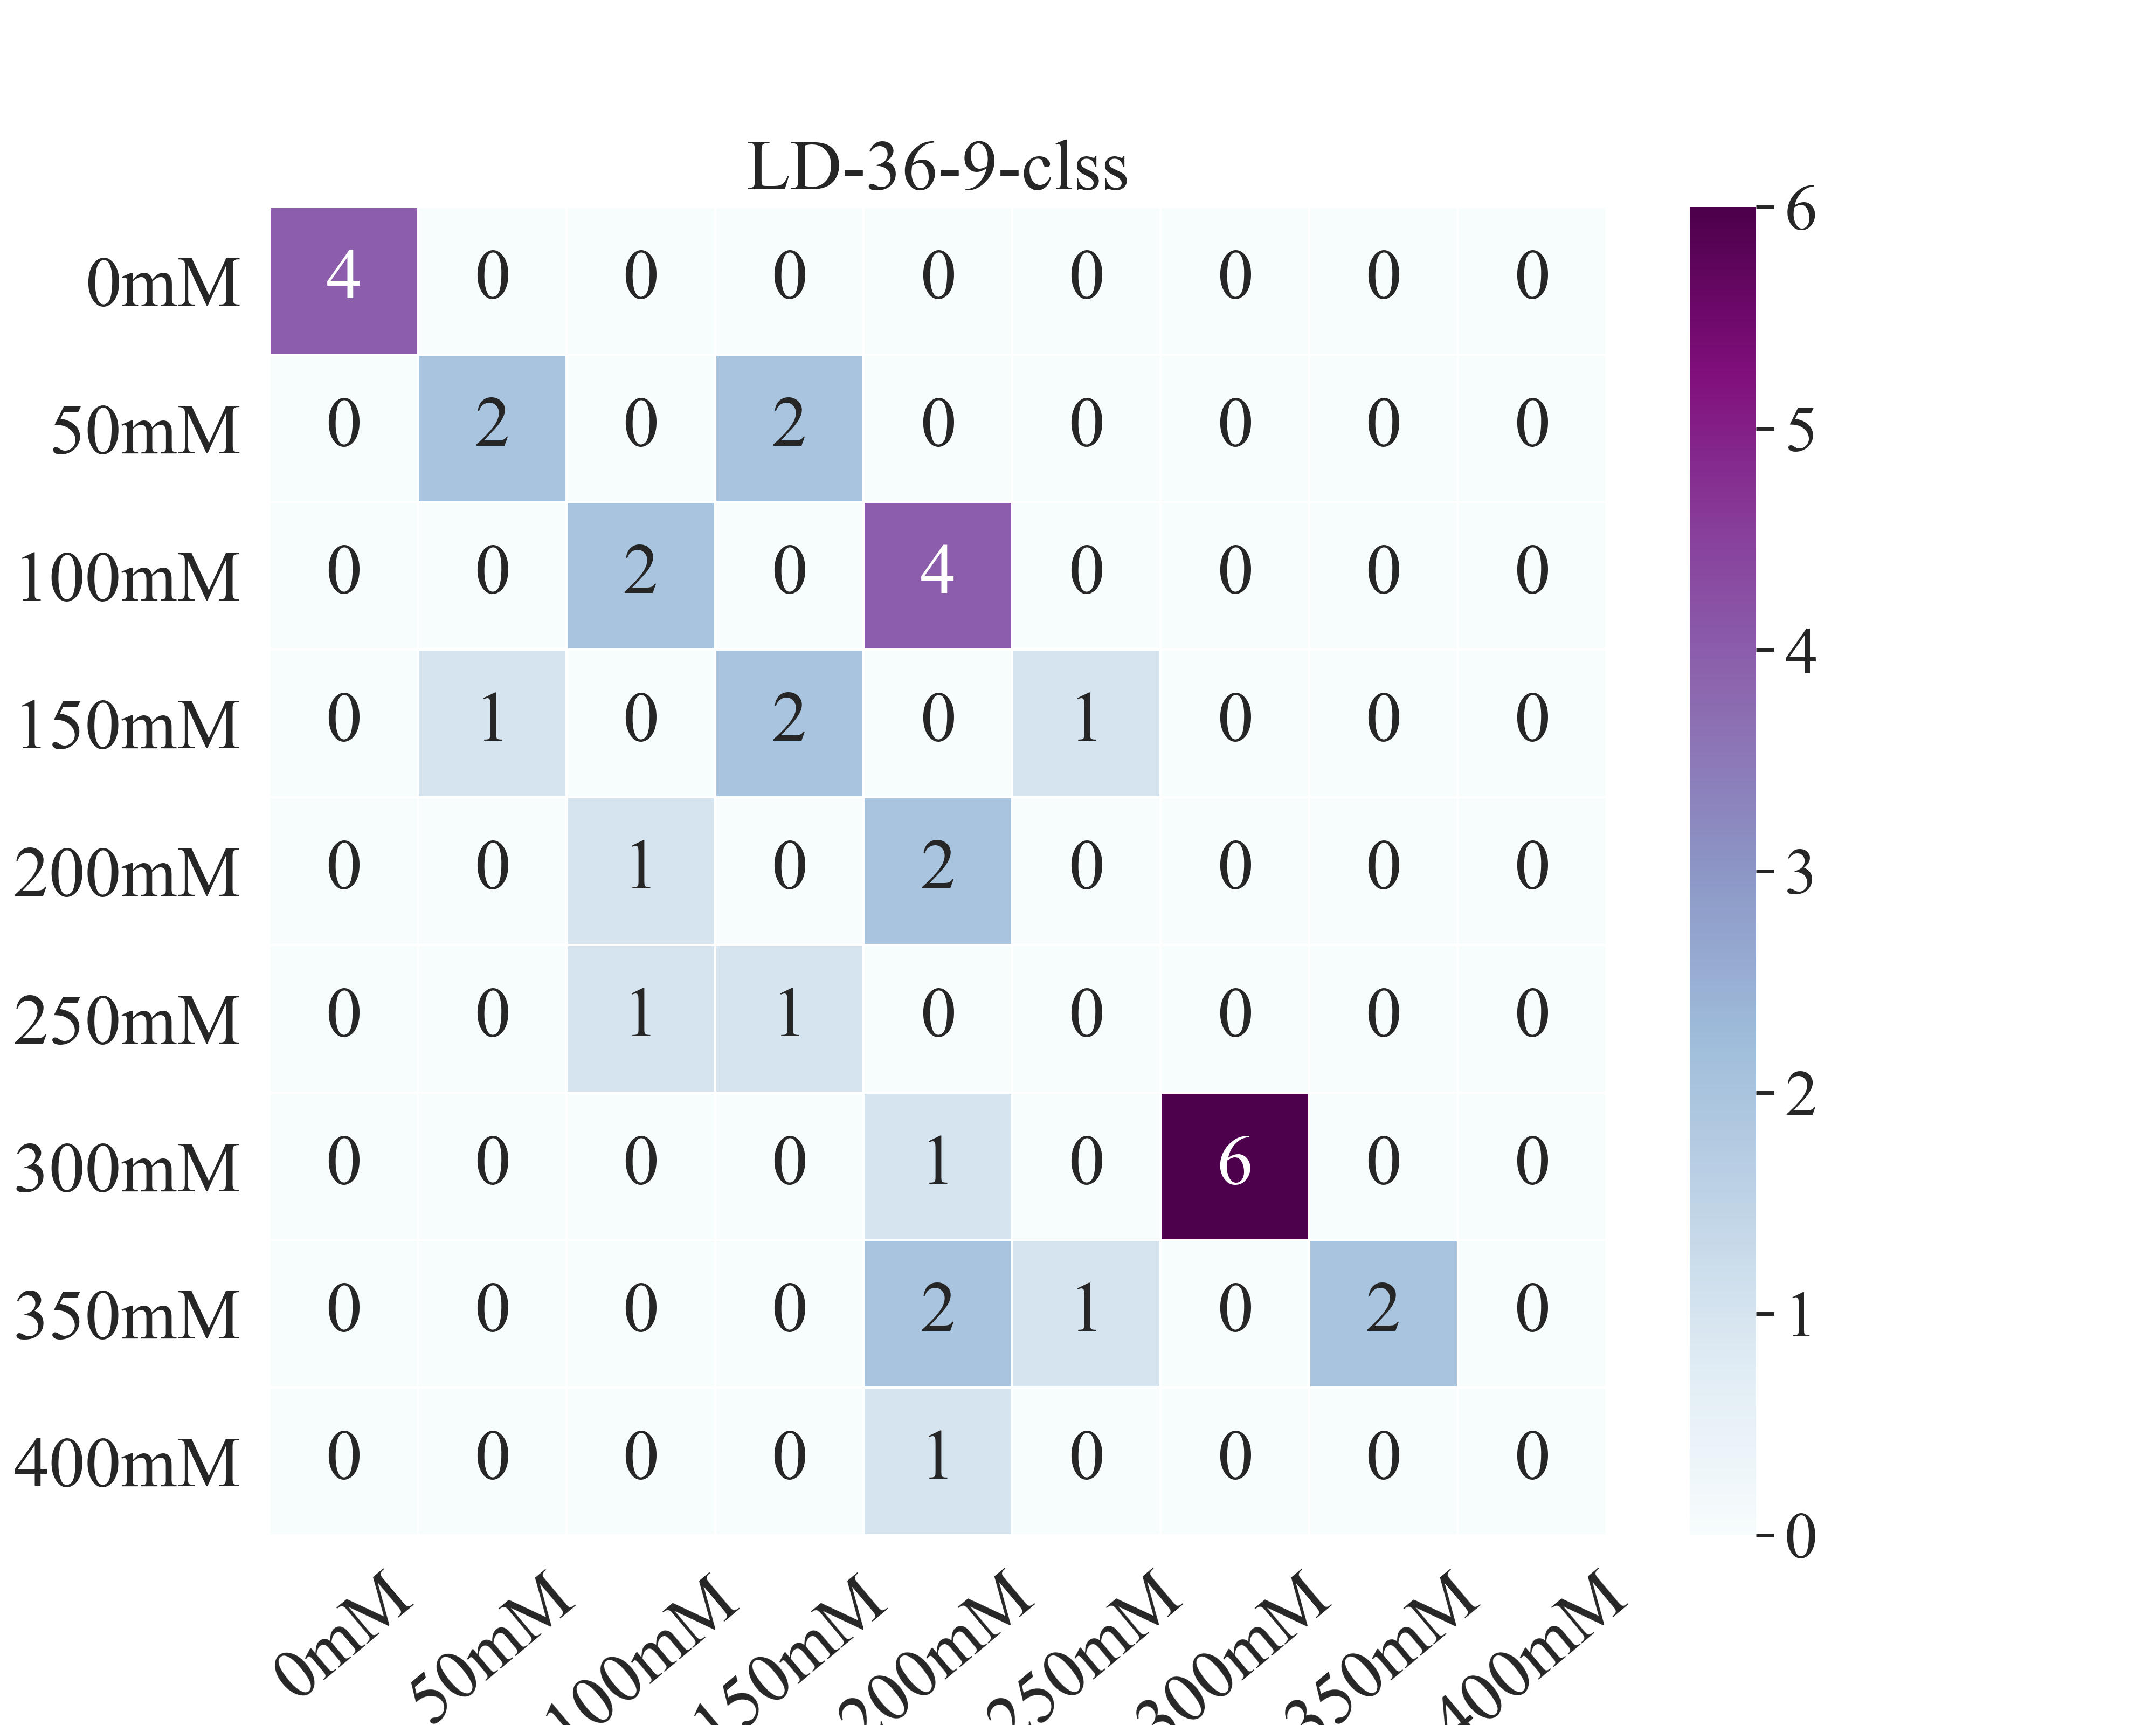 LD-36-9-clss
0mM 4 0 0 0 0 0 0 0 0
50mM 0 2 0 2 0 0 0 0 0
100mM 0 0 2 0 4 0 0 0 0
150mM 0 1 0 2 0 1 0 0 0
200mM 0 0 1 0 2 0 0 0 0
250mM 0 0 1 1 0 0 0 0 0
300mM 0 0 0 0 1 0 6 0 0
350mM 0 0 0 0 2 1 0 2 0
400mM 0 0 0 0 1 0 0 0 0
0mM 50mM 100mM 150mM 200mM 250mM 300mM 350mM 400mM
6
5
4
3
2
1
0